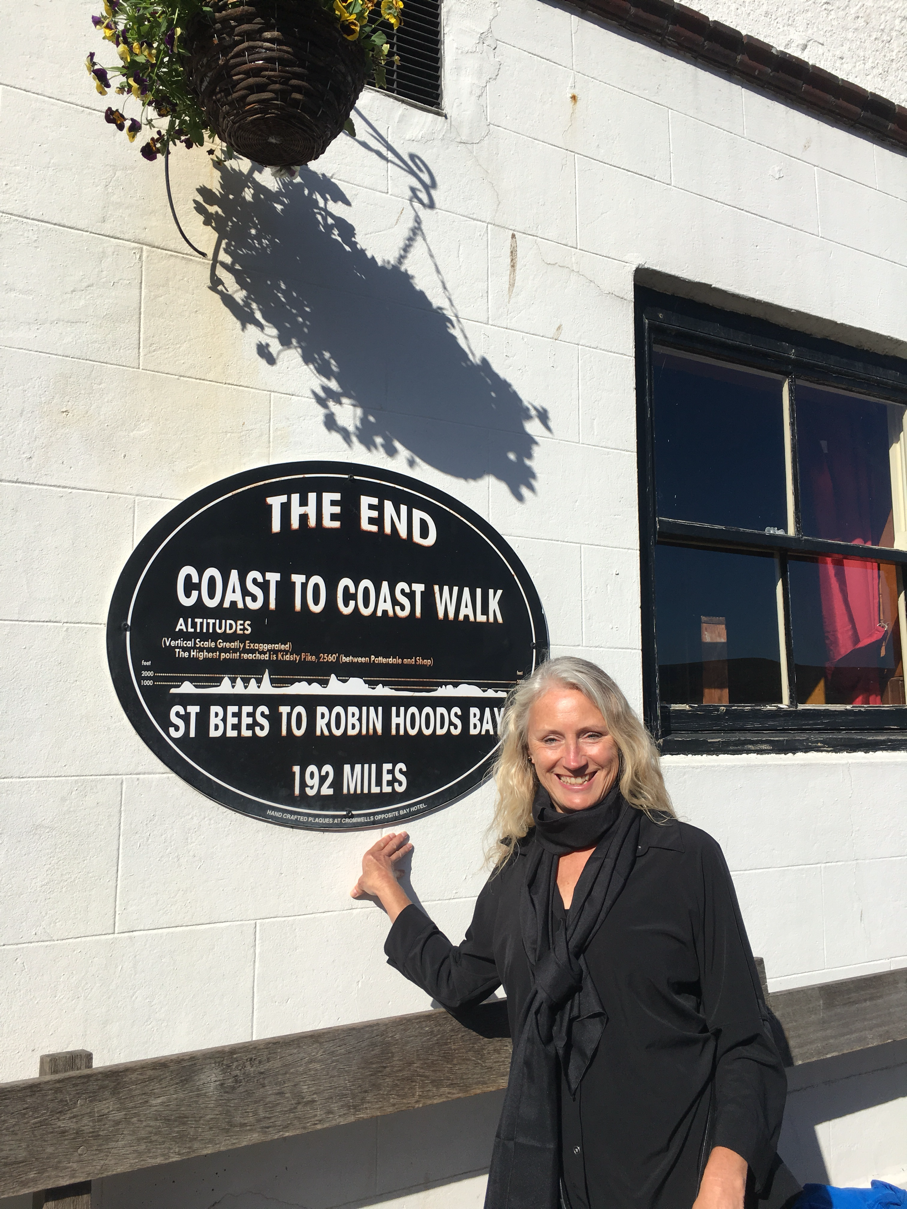 THE END
COAST TO COAST WALK
ALTITUDES
(Vertical Scale Greatly Exaggerated)
The Highest point reached is Kidsty Pike, 2560' (between Patterdale and Shap)
feet
2000
1000
ST BEES TO ROBIN HOODS BAY
192 MILES
HAND CRAFTED PLAQUES AT CROMWELLS OPPOSITE BAY HOTEL.